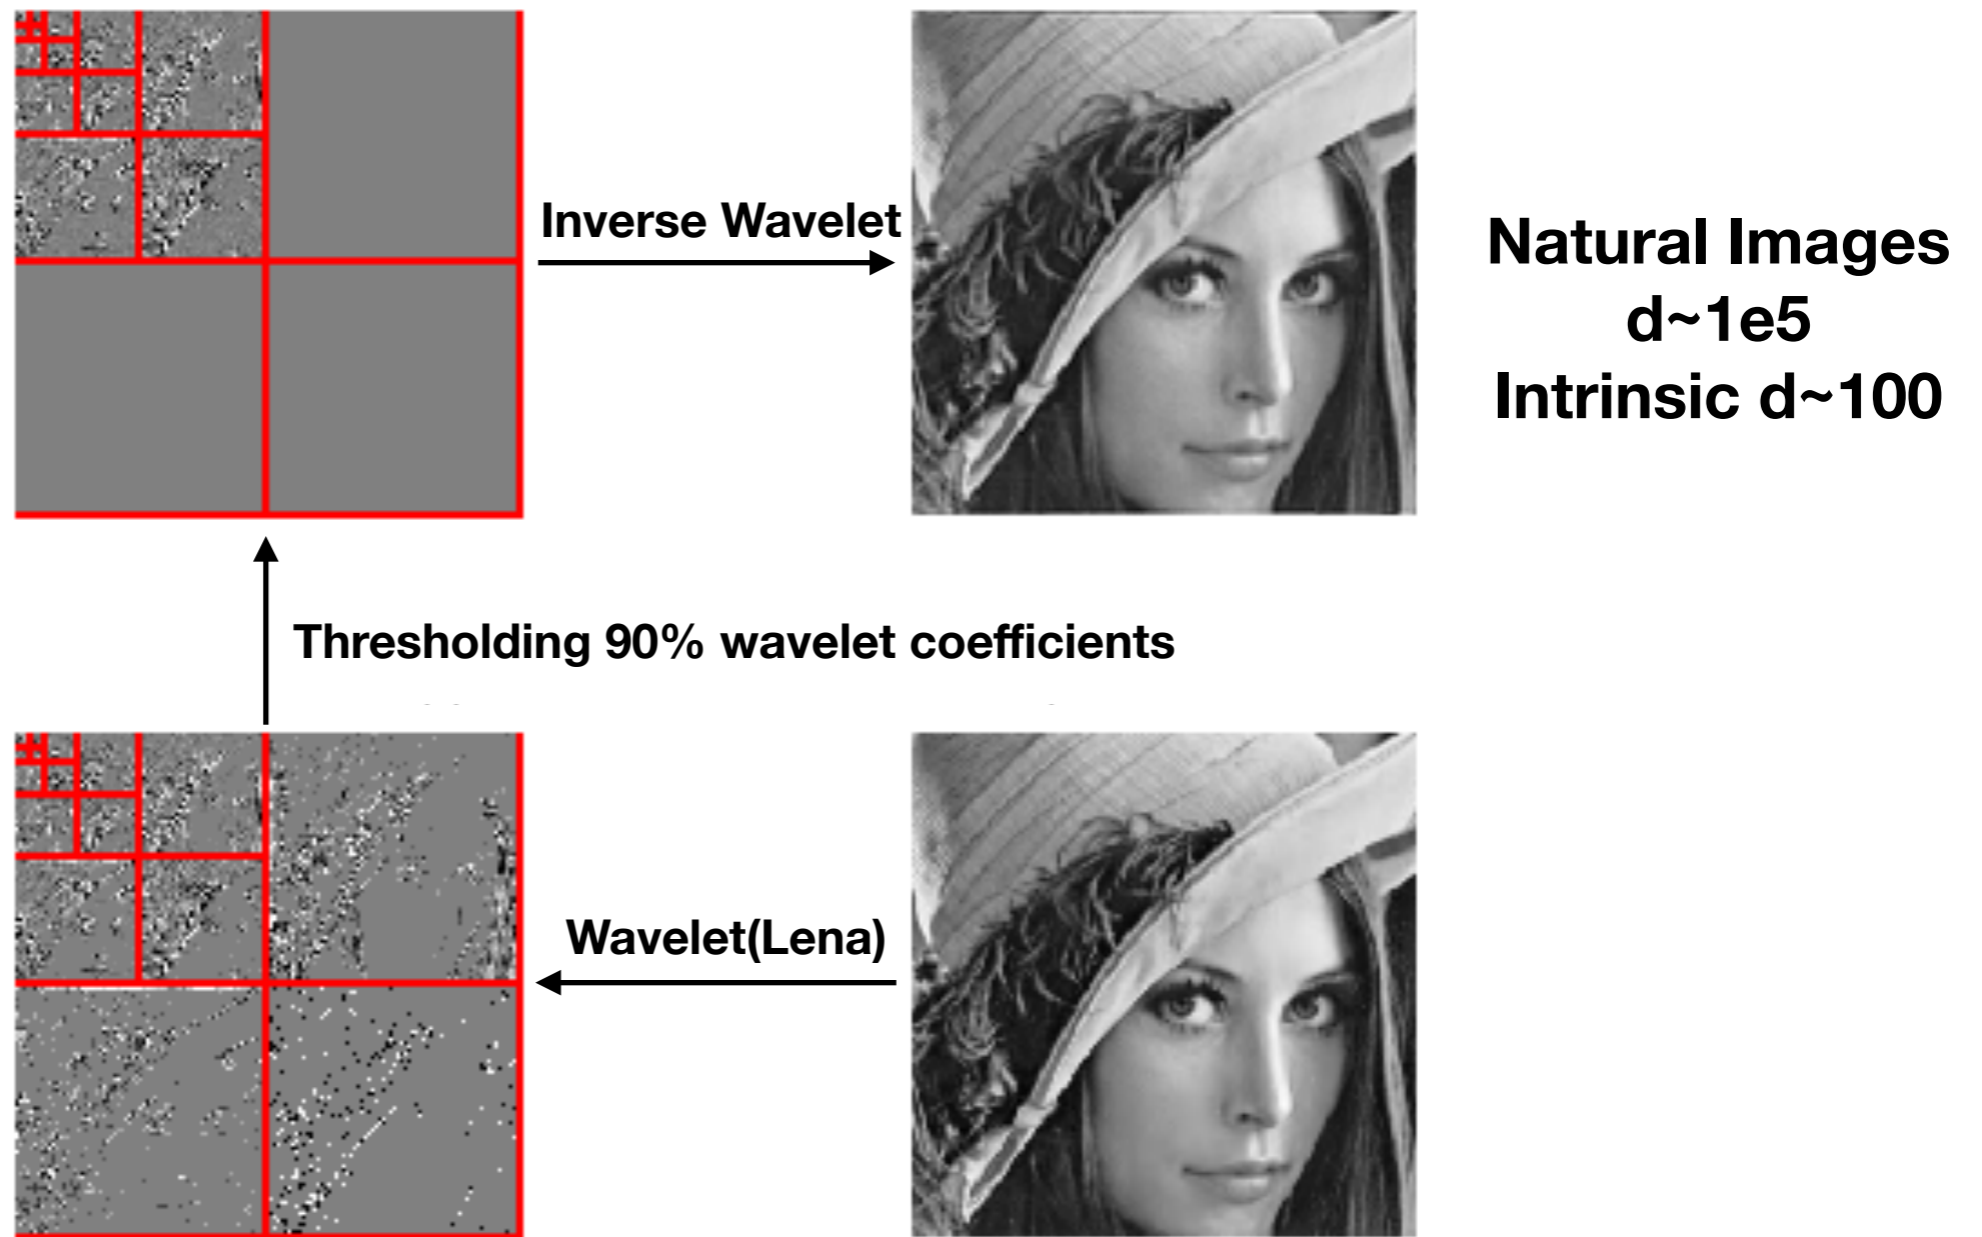 Inverse Wavelet
Natural Images
d~1e5
Intrinsic d~100
Thresholding 90% wavelet coefficients
Wavelet(Lena)